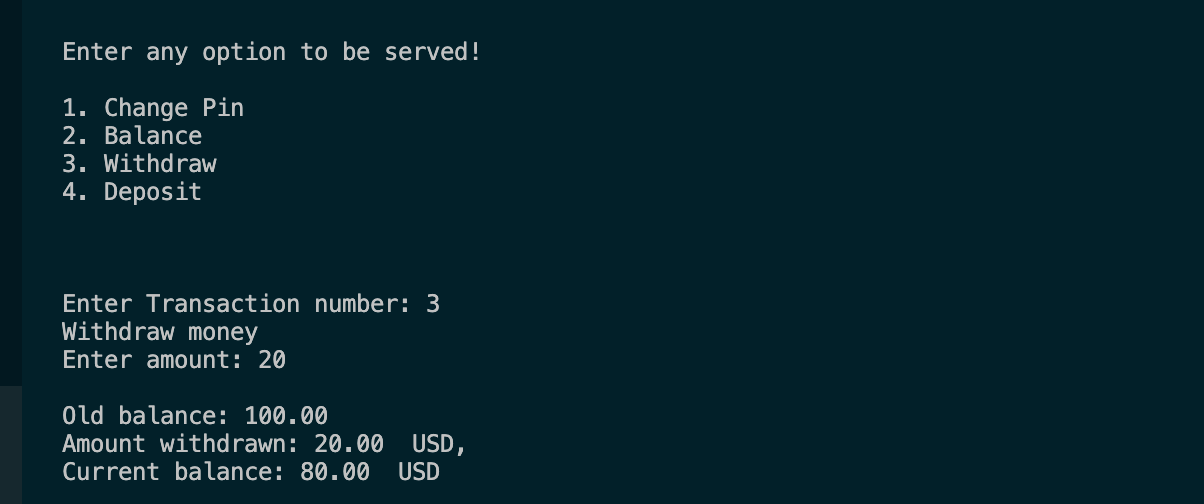 Enter any option to be served!
1. Change Pin
2. Balance
3. Withdraw
4. Deposit
Enter Transaction number: 3
Withdraw money
Enter amount: 20
Old balance: 100.00
Amount withdrawn: 20.00  USD,
Current balance: 80.00  USD